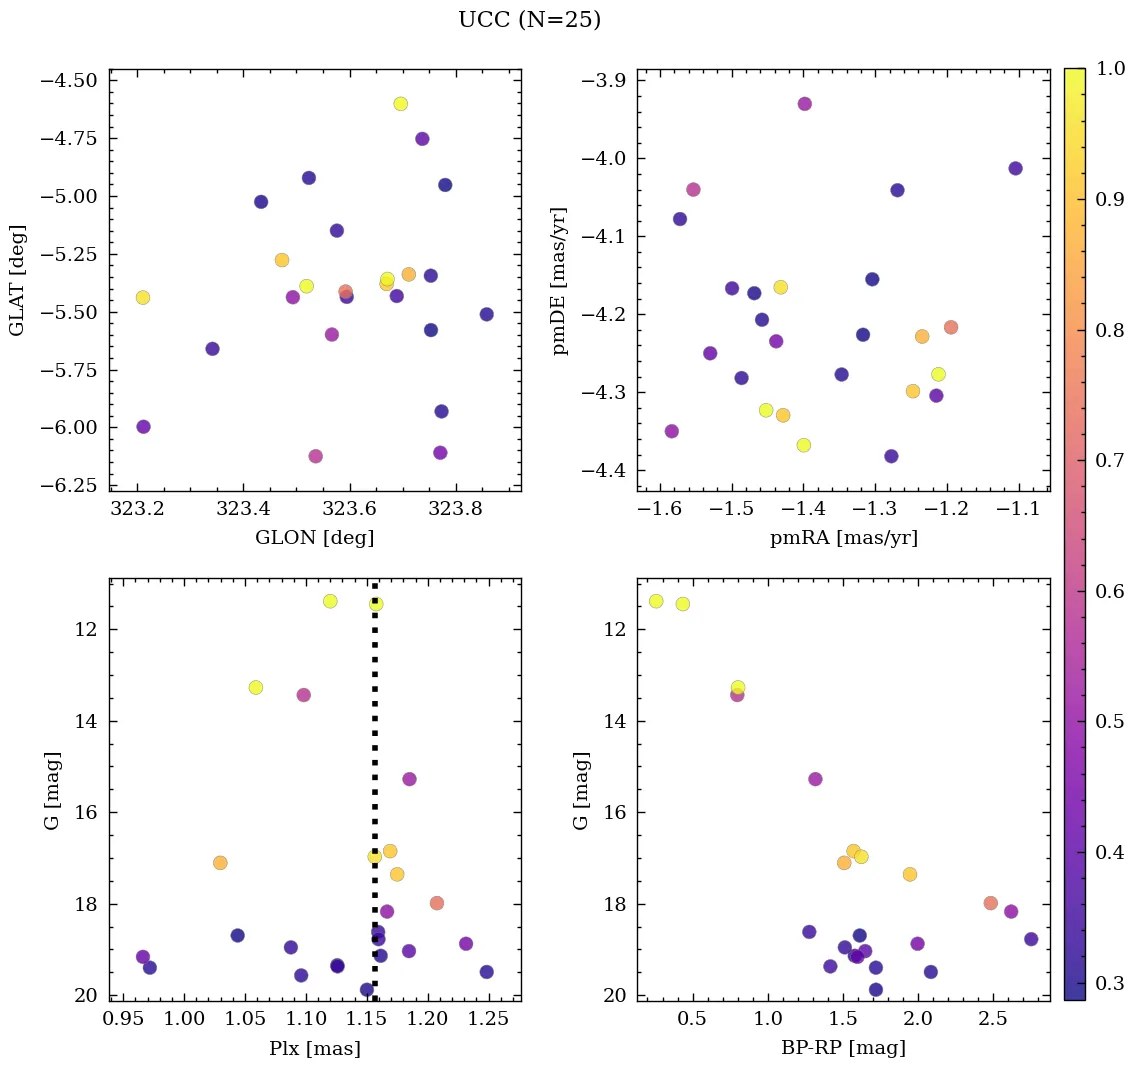 UCC (N=25)
−4.50
−4.75
−5.00
−5.25
−5.50
−5.75
−6.00
−6.25
GLAT [deg]
323.2 323.4 323.6 323.8
GLON [deg]
−3.9
−4.0
−4.1
−4.2
−4.3
−4.4
pmDE [mas/yr]
−1.6 −1.5 −1.4 −1.3 −1.2 −1.1
pmRA [mas/yr]
12
14
16
18
20
G [mag]
0.95 1.00 1.05 1.10 1.15 1.20 1.25
Plx [mas]
12
14
16
18
20
G [mag]
0.5 1.0 1.5 2.0 2.5
BP-RP [mag]
1.0
0.9
0.8
0.7
0.6
0.5
0.4
0.3